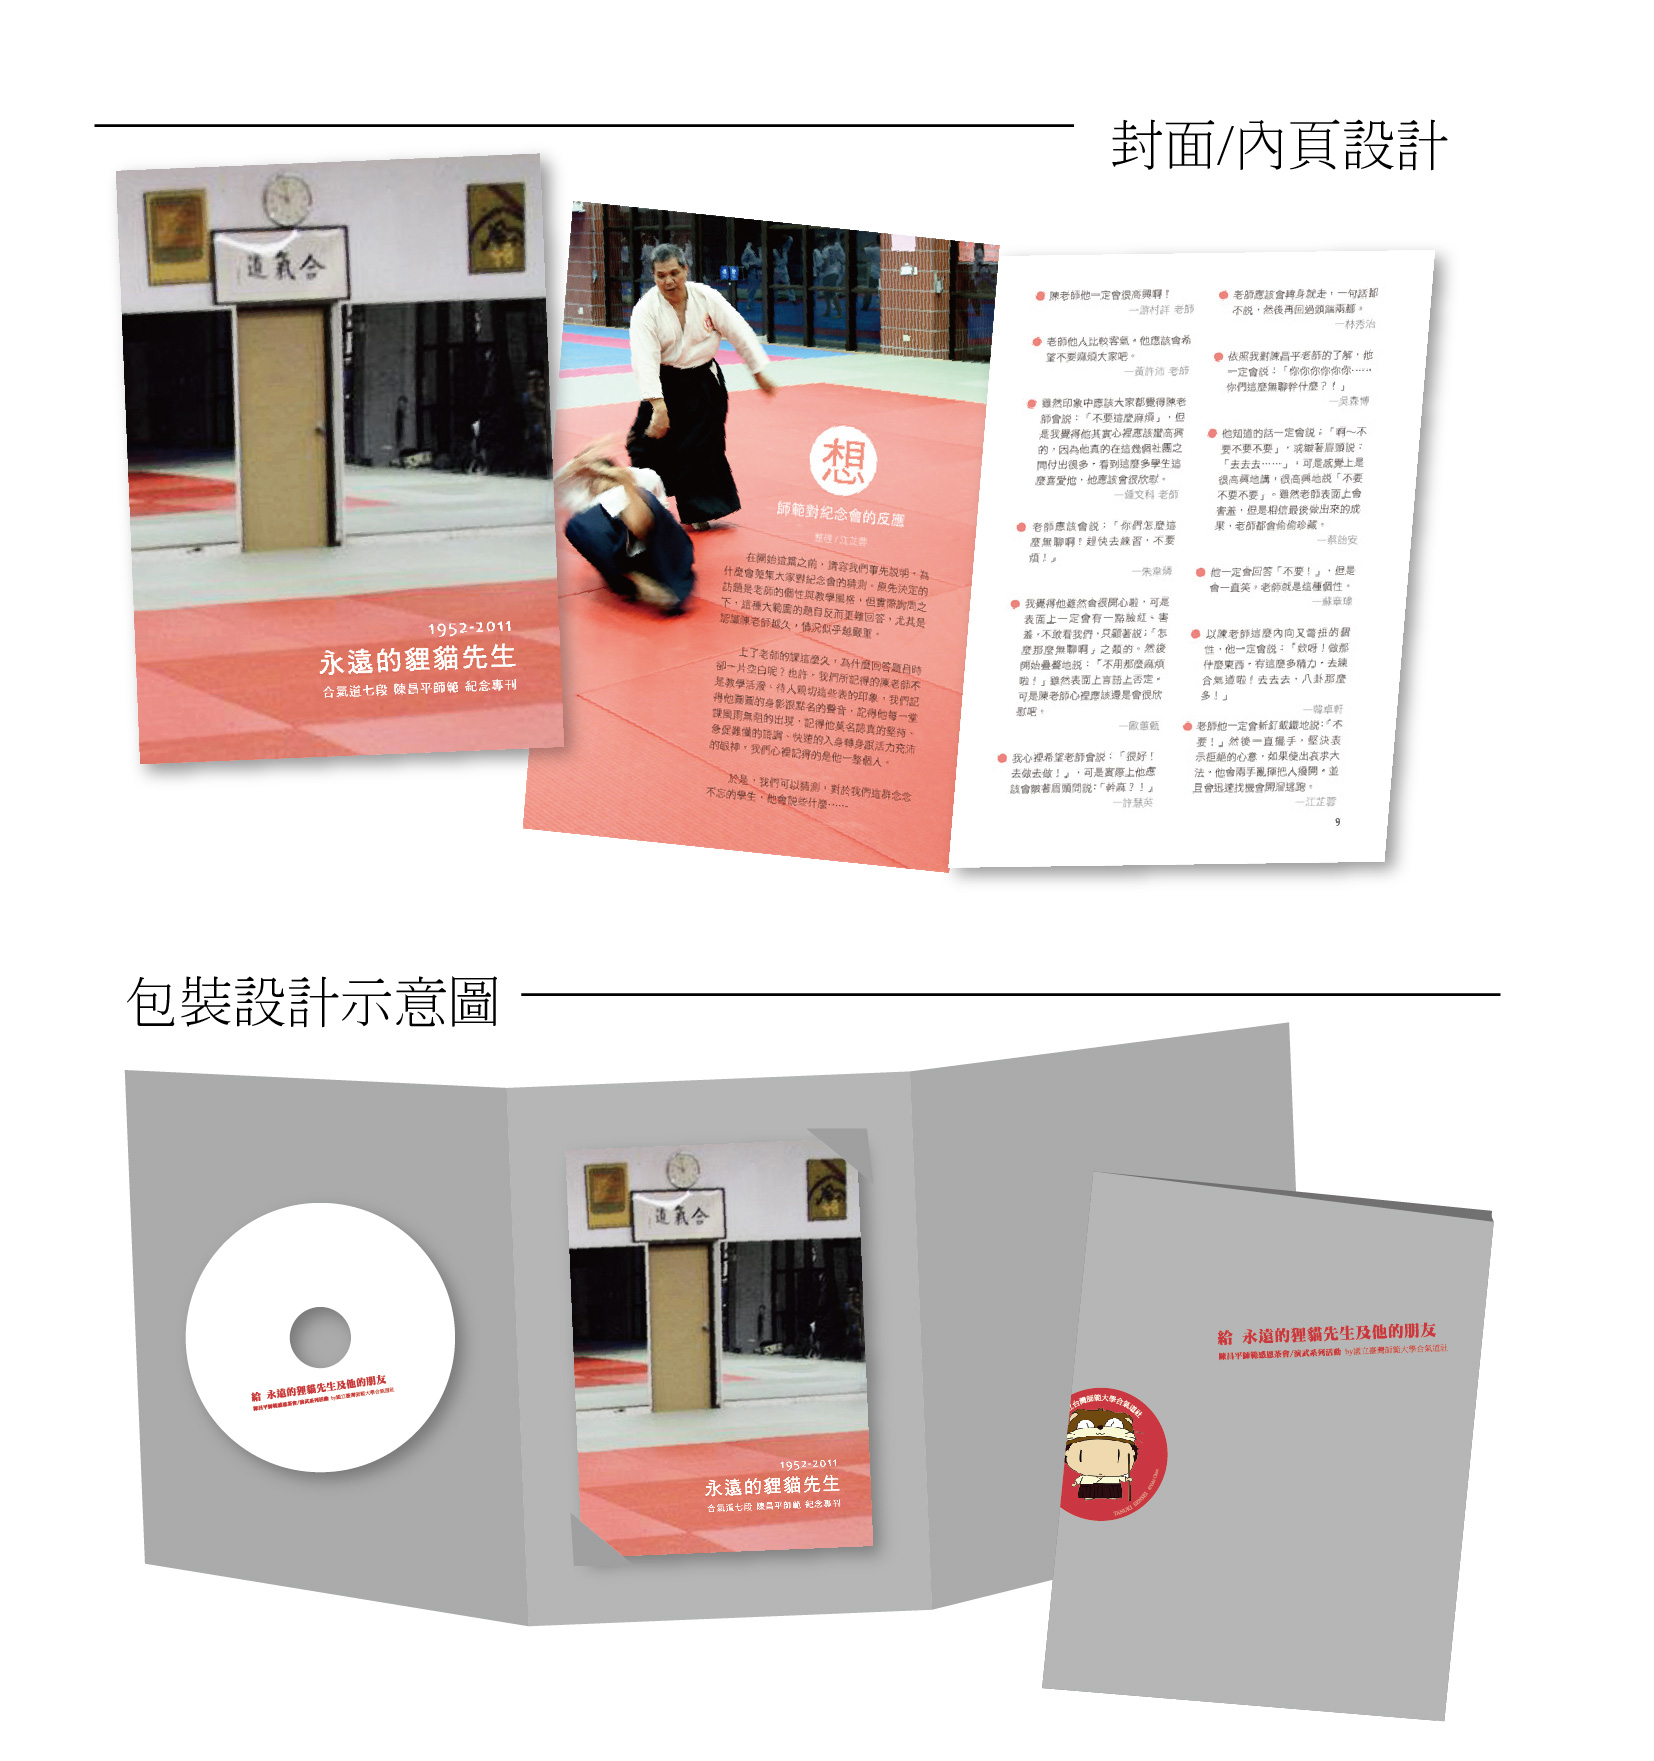 封面/內頁設計
合氣道
1952-2011
永遠的貍貓先生
合氣道七段 陳昌平師範 紀念專刊
想
師範對紀念會的反應
整理/江芷蓉
在開始這篇之前，請容我們事先說明，為
什麼會蒐集大家對紀念會的猜測。原先決定的
訪題是老師的個性與教學風格，但實際詢問之
下，這種大範圍的題目反而更難回答，尤其是
認識陳老師越久，情況似乎越嚴重。
上了老師的課這麼久，為什麼回答題目時
卻一片空白呢？也許，我們所記得的陳老師不
是教學活潑、待人親切這些表的印象，我們記
得他圓圓的身影跟點名的聲音，記得他每一堂
課風雨無阻的出現，記得他莫名認真的堅持、
急促難懂的語調、快速的入身轉身跟活力充沛
的眼神，我們心裡記得的是他一整個人。
於是，我們可以猜測，對於我們這群念念
不忘的學生，他會說些什麼⋯⋯
陳老師他一定會很高興啊！
—游村詳 老師
老師他人比較客氣。他應該會希
望不要麻煩大家吧。
—黃許沛 老師
雖然印象中應該大家都覺得陳老
師會說：「不要這麼麻煩」，但
是我覺得他其實心裡應該蠻高興
的，因為他真的在這幾個社團之
間付出很多，看到這麼多學生這
麼喜愛他，他應該會很欣慰。
—鍾文科 老師
老師應該會說：「你們怎麼這
麼無聊啊！趕快去練習，不要
煩！」
—朱韋燐
我覺得他雖然會很開心啦，可是
表面上一定會有一點臉紅、害
羞，不敢看我們，只顧著說：「怎
麼那麼無聊啊」之類的。然後
開始疊聲地說：「不用那麼麻煩
啦！」雖然表面上言語上否定，
可是陳老師心裡應該還是會很欣
慰吧。
—歐蕙甄
我心裡希望老師會說：「很好！
去做去做！」，可是實際上他應
該會皺著眉頭問說：「幹嘛？！」
—許慧英
老師應該會轉身就走，一句話都
不說，然後再回過頭踹兩腳。
—林秀治
依照我對陳昌平老師的了解，他
一定會說：「你你你你你你⋯⋯
你們這麼無聊幹什麼？！」
—吳森博
他知道的話一定會說：「啊～不
要不要不要」，或皺著眉頭說：
「去去去⋯⋯」，可是感覺上是
很高興地講，很高興地說「不要
不要不要」。雖然老師表面上會
害羞，但是相信最後做出來的成
果，老師都會偷偷珍藏。
—蔡詒安
他一定會回答「不要！」，但是
會一直笑。老師就是這種個性。
—蘇韋瑋
以陳老師這麼內向又彆扭的個
性，他一定會說：「哎呀！做那
什麼東西，有這麼多精力，去練
合氣道啦！去去去，八卦那麼
多！」
—韓卓軒
老師他一定會斬釘截鐵地說：「不
要！」然後一直擺手，堅決表
示拒絕的心意，如果使出哀求大
法，他會兩手亂揮把人撥開，並
且會迅速找機會開溜逃跑。
—江芷蓉
9
包裝設計示意圖
給 永遠的貍貓先生及他的朋友
陳昌平師範感恩茶會/演武系列活動 by國立臺灣師範大學合氣道社
合氣道
1952-2011
永遠的貍貓先生
合氣道七段 陳昌平師範 紀念專刊
給 永遠的貍貓先生及他的朋友
陳昌平師範感恩茶會/演武系列活動 by國立臺灣師範大學合氣道社
立台灣師範大學合氣道社